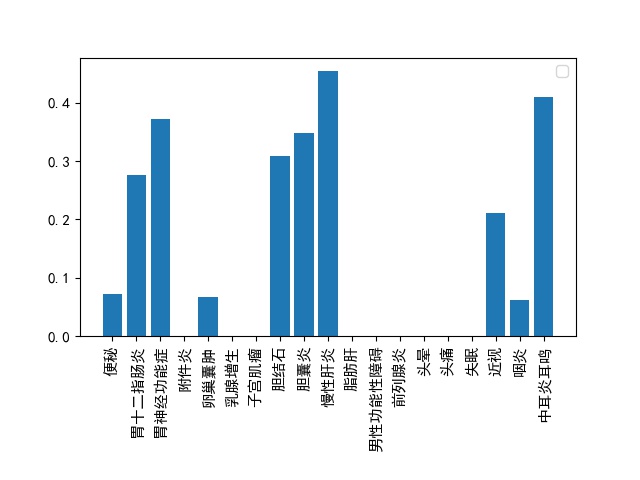 0.4
0.3
0.2
0.1
0.0
便秘
胃十二指肠炎
胃神经功能症
附件炎
卵巢囊肿
乳腺增生
子宫肌瘤
胆结石
胆囊炎
慢性肝炎
脂肪肝
男性功能性障碍
前列腺炎
头晕
头痛
失眠
近视
咽炎
中耳炎耳鸣